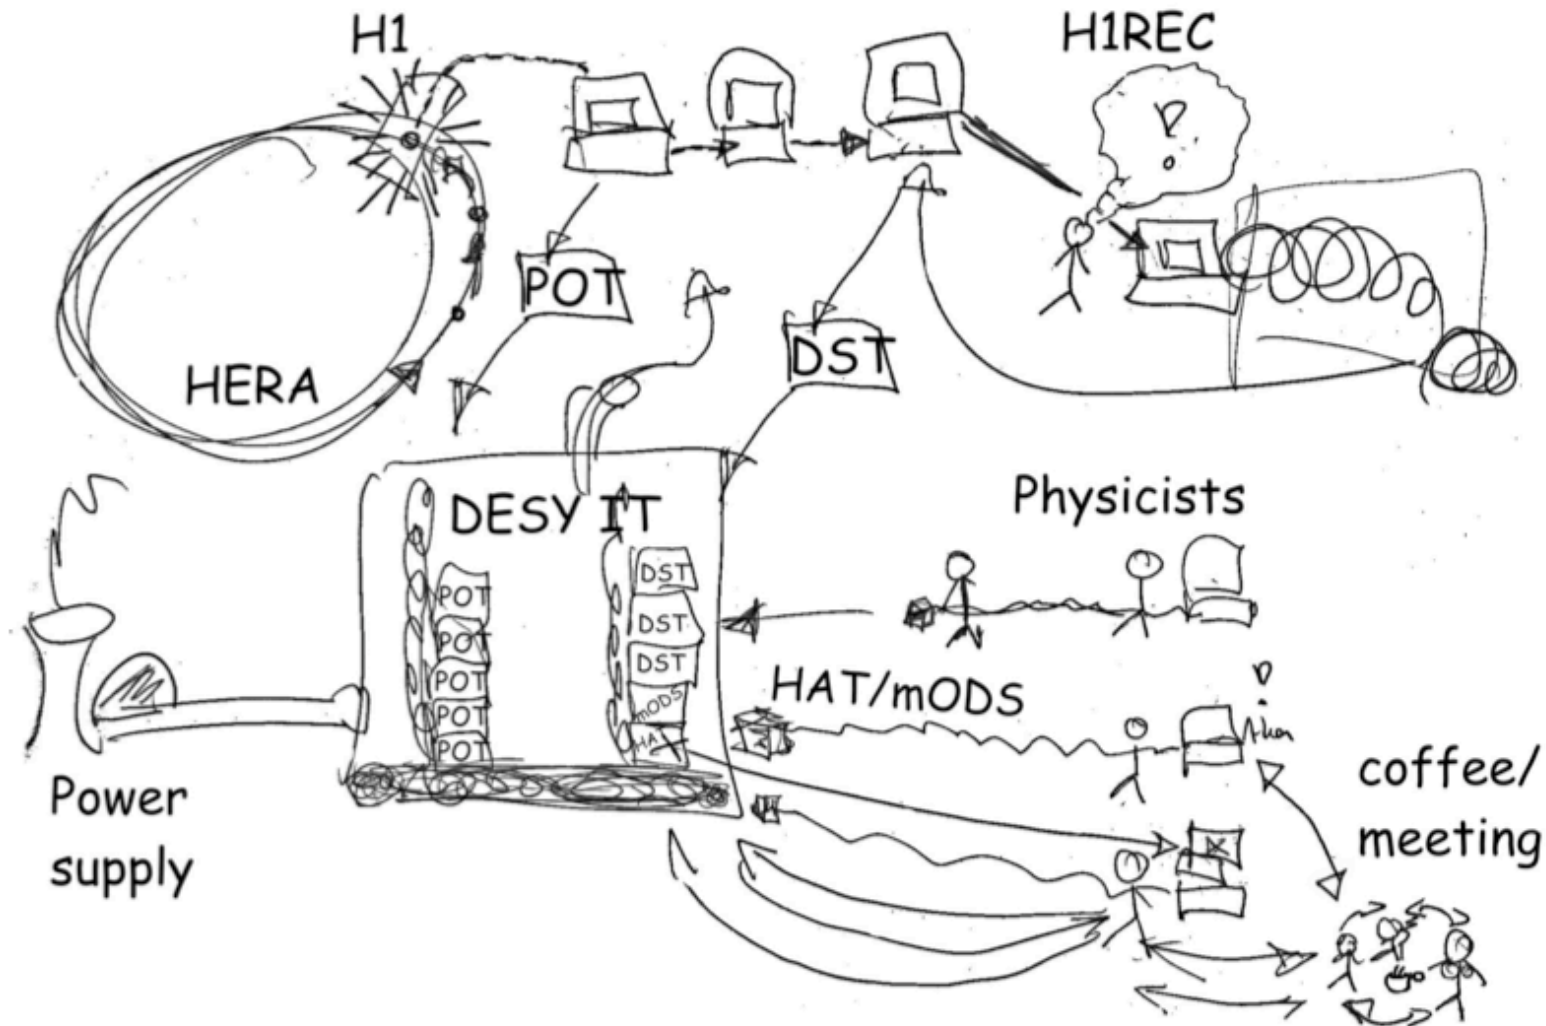 H1
H1REC
POT
HERA
DST
DESY IT
Physicists
POT
POT
POT
POT
POT
DST
DST
DST
mODS
HAT
HAT/mODS
Power
supply
coffee/
meeting